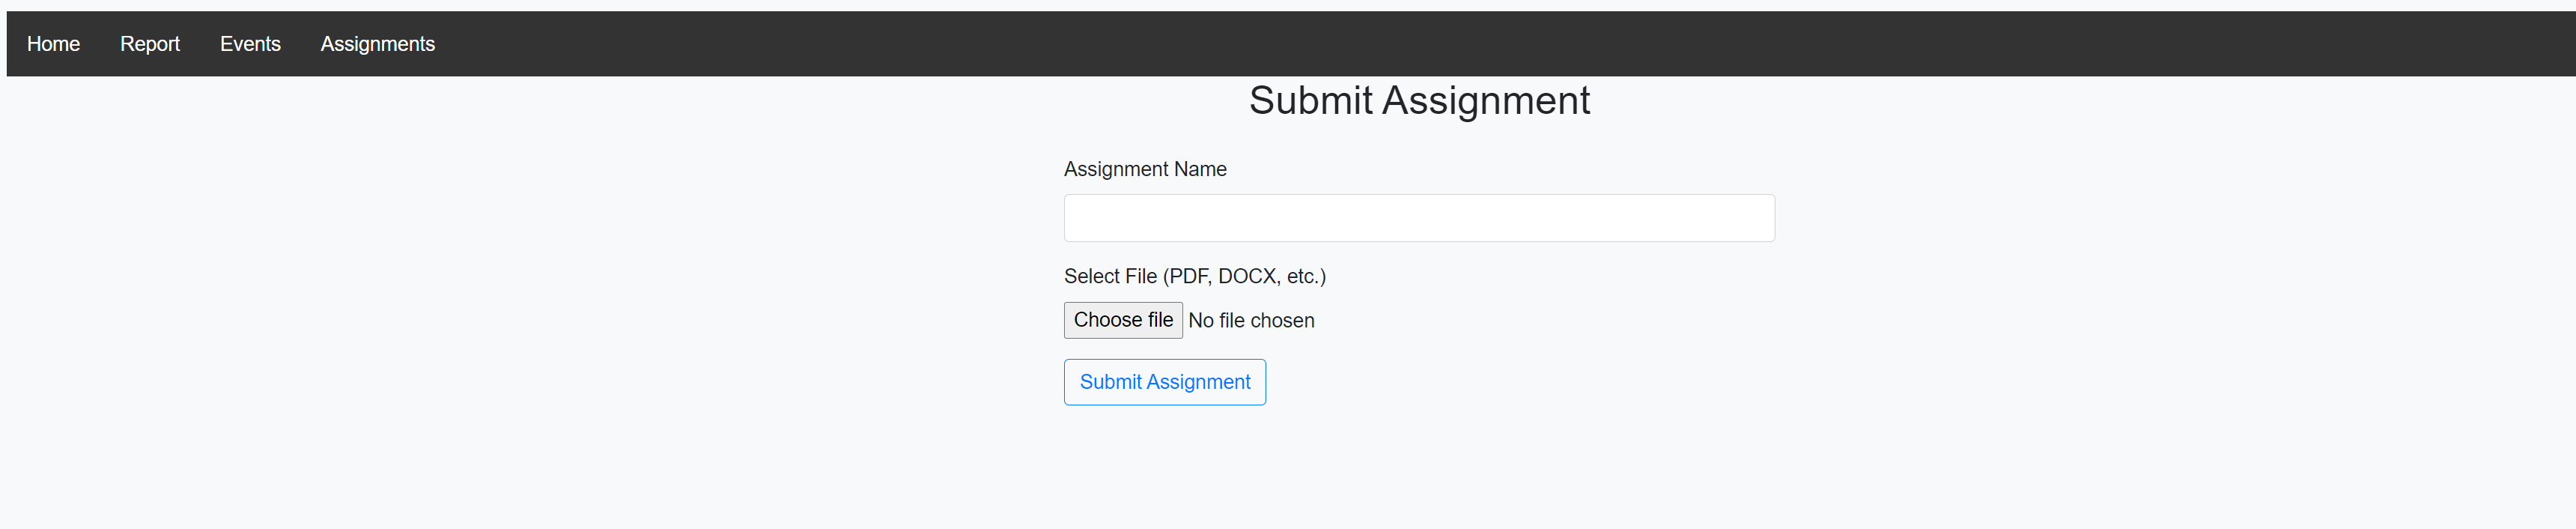 Home Report Events Assignments
Submit Assignment
Assignment Name
Select File (PDF, DOCX, etc.)
Choose file No file chosen
Submit Assignment